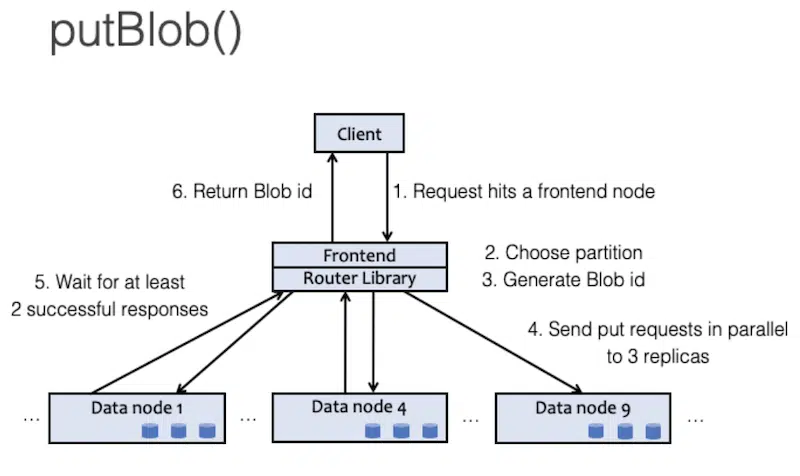 putBlob()
Client
6. Return Blob id
1. Request hits a frontend node
Frontend
Router Library
2. Choose partition
3. Generate Blob id
5. Wait for at least
2 successful responses
4. Send put requests in parallel
to 3 replicas
... Data node 1 ... Data node 4 ... Data node 9 ...